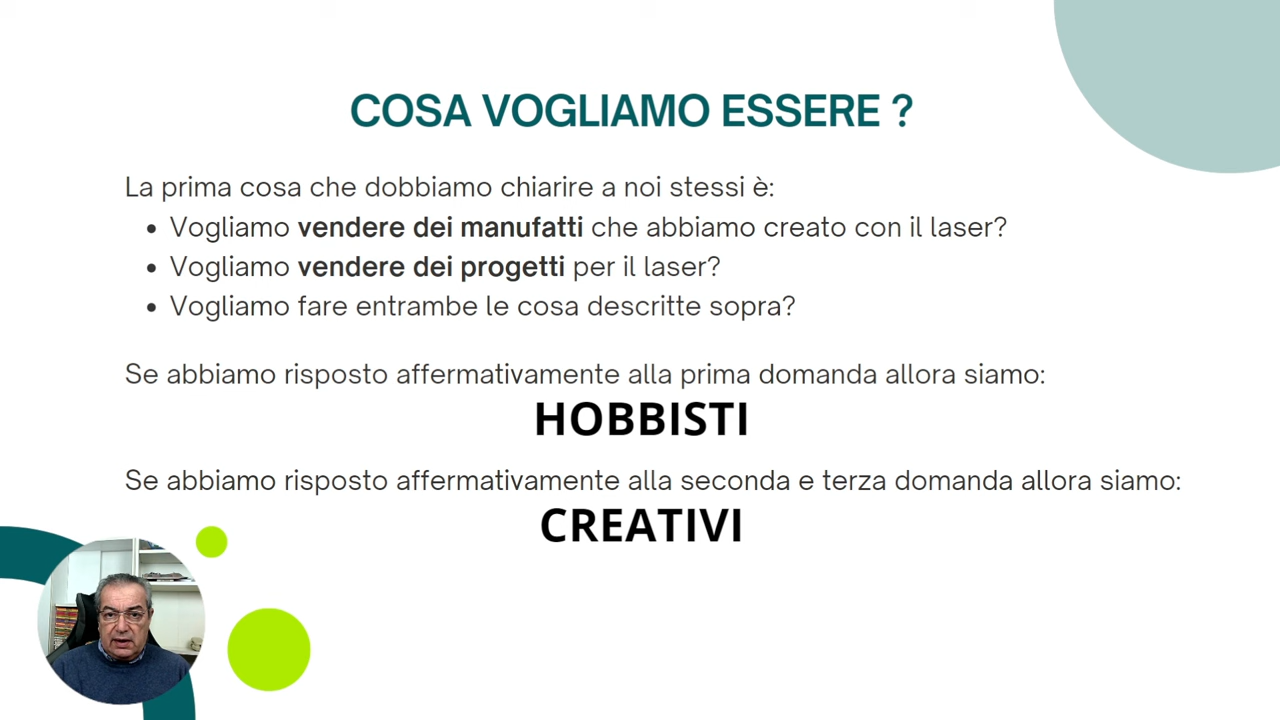 COSA VOGLIAMO ESSERE ?
La prima cosa che dobbiamo chiarire a noi stessi è:
• Vogliamo vendere dei manufatti che abbiamo creato con il laser?
• Vogliamo vendere dei progetti per il laser?
• Vogliamo fare entrambe le cosa descritte sopra?
Se abbiamo risposto affermativamente alla prima domanda allora siamo:
HOBBISTI
Se abbiamo risposto affermativamente alla seconda e terza domanda allora siamo:
CREATIVI